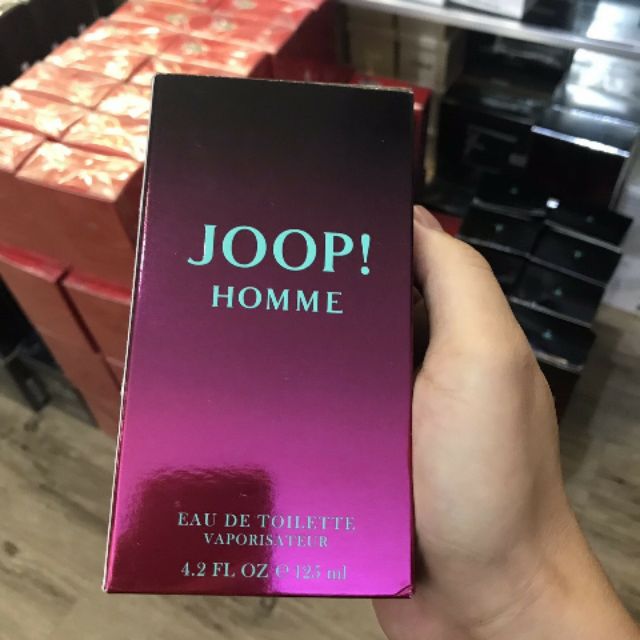 JOOP!
HOMME
EAU DE TOILETTE
VAPORISATEUR
4.2 FL OZ ℮ 125 ml